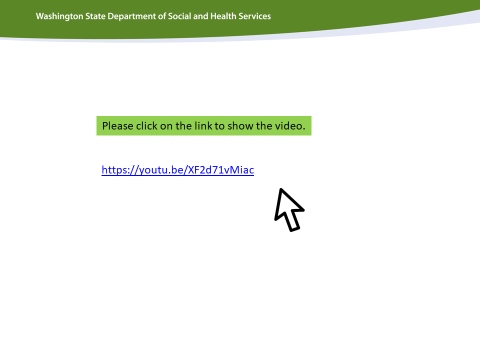 Washington State Department of Social and Health Services
Please click on the link to show the video.
https://youtu.be/XF2d71vMiac